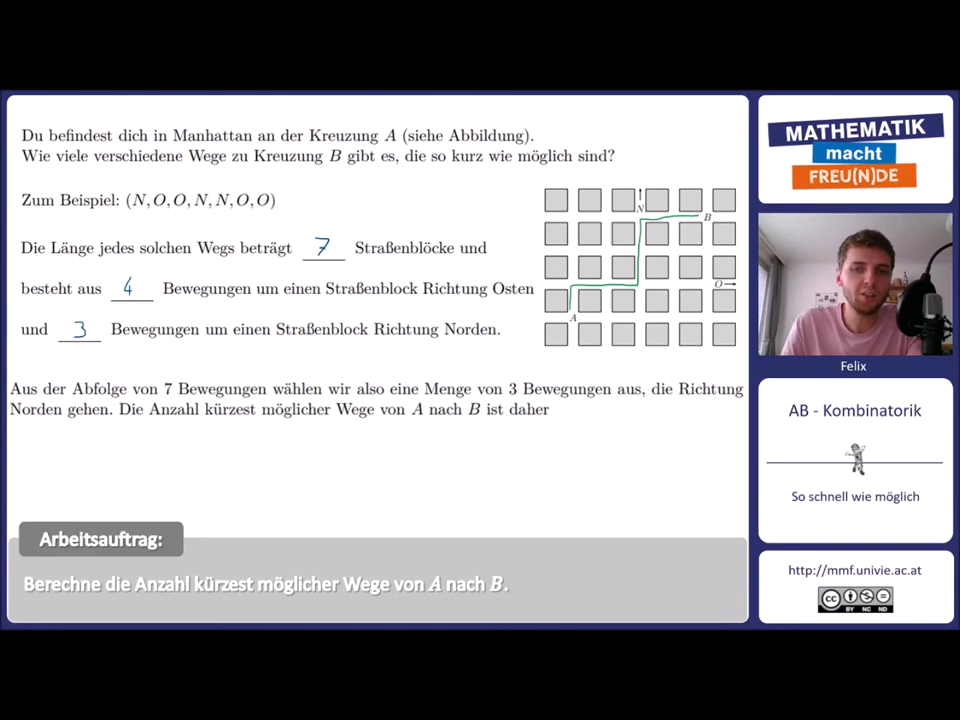 Du befindest dich in Manhattan an der Kreuzung A (siehe Abbildung).
Wie viele verschiedene Wege zu Kreuzung B gibt es, die so kurz wie möglich sind?
Zum Beispiel: (N, O, O, N, N, O, O)
Die Länge jedes solchen Wegs beträgt 7 Straßenblöcke und
besteht aus 4 Bewegungen um einen Straßenblock Richtung Osten
und 3 Bewegungen um einen Straßenblock Richtung Norden.
N
B
O
A
Aus der Abfolge von 7 Bewegungen wählen wir also eine Menge von 3 Bewegungen aus, die Richtung
Norden gehen. Die Anzahl kürzest möglicher Wege von A nach B ist daher
Arbeitsauftrag:
Berechne die Anzahl kürzest möglicher Wege von A nach B.
MATHEMATIK
macht
FREU(N)DE
Felix
AB - Kombinatorik
So schnell wie möglich
http://mmf.univie.ac.at
cc
BY NC ND